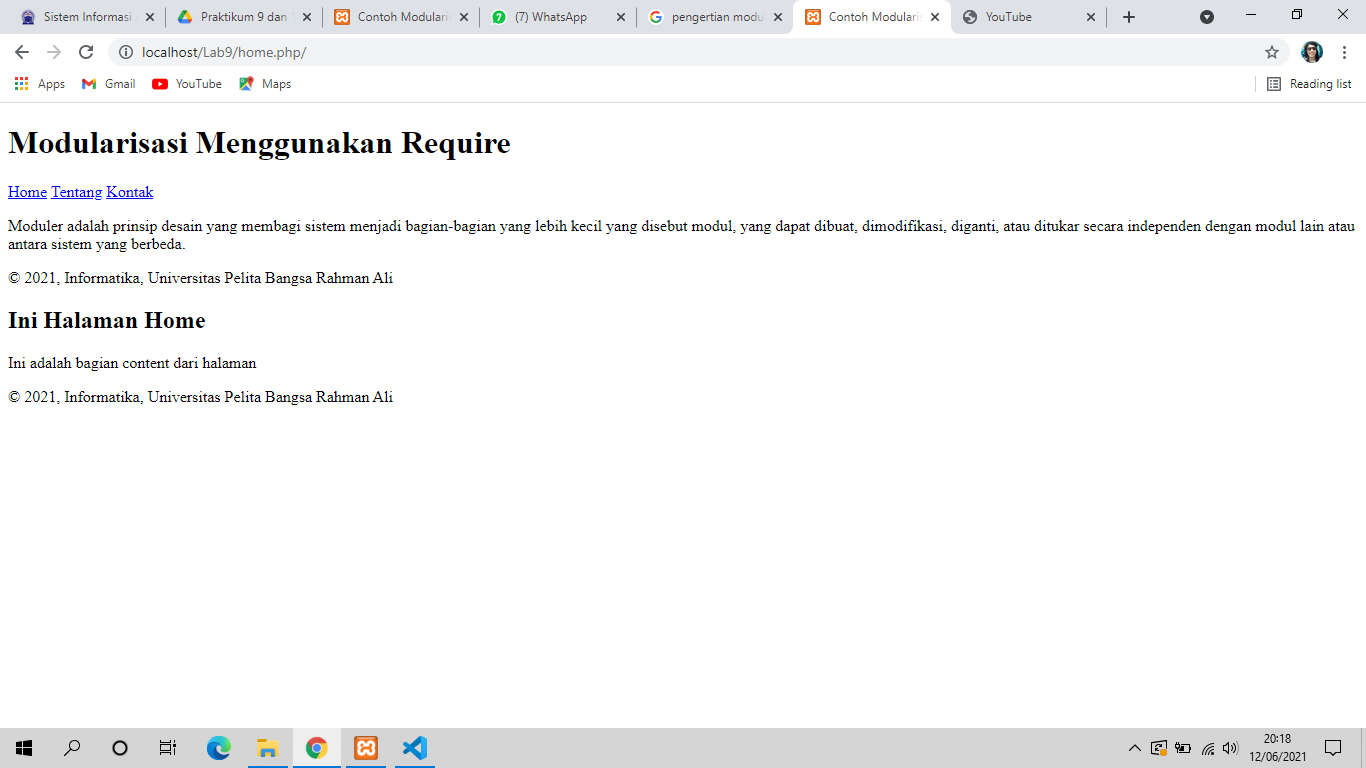 Sistem Informasi
Praktikum 9 dan
Contoh Modularis
(7) WhatsApp
pengertian modu
Contoh Modularis
YouTube
localhost/Lab9/home.php/
Apps
Gmail
YouTube
Maps
Reading list
Modularisasi Menggunakan Require
Home Tentang Kontak
Moduler adalah prinsip desain yang membagi sistem menjadi bagian-bagian yang lebih kecil yang disebut modul, yang dapat dibuat, dimodifikasi, diganti, atau ditukar secara independen dengan modul lain atau
antara sistem yang berbeda.
© 2021, Informatika, Universitas Pelita Bangsa Rahman Ali
Ini Halaman Home
Ini adalah bagian content dari halaman
© 2021, Informatika, Universitas Pelita Bangsa Rahman Ali
20:18
12/06/2021